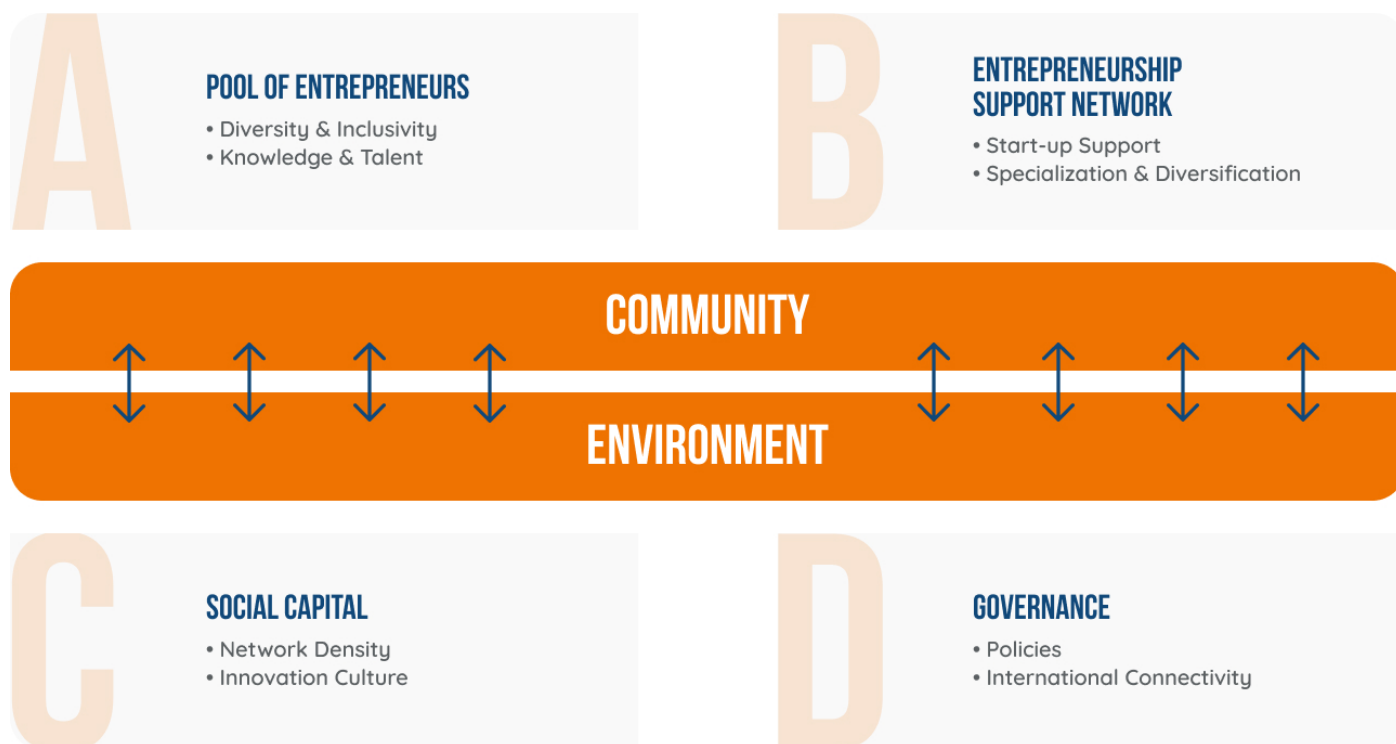 A
POOL OF ENTREPRENEURS
• Diversity & Inclusivity
• Knowledge & Talent
B
ENTREPRENEURSHIP
SUPPORT NETWORK
• Start-up Support
• Specialization & Diversification
COMMUNITY
ENVIRONMENT
C
SOCIAL CAPITAL
• Network Density
• Innovation Culture
D
GOVERNANCE
• Policies
• International Connectivity